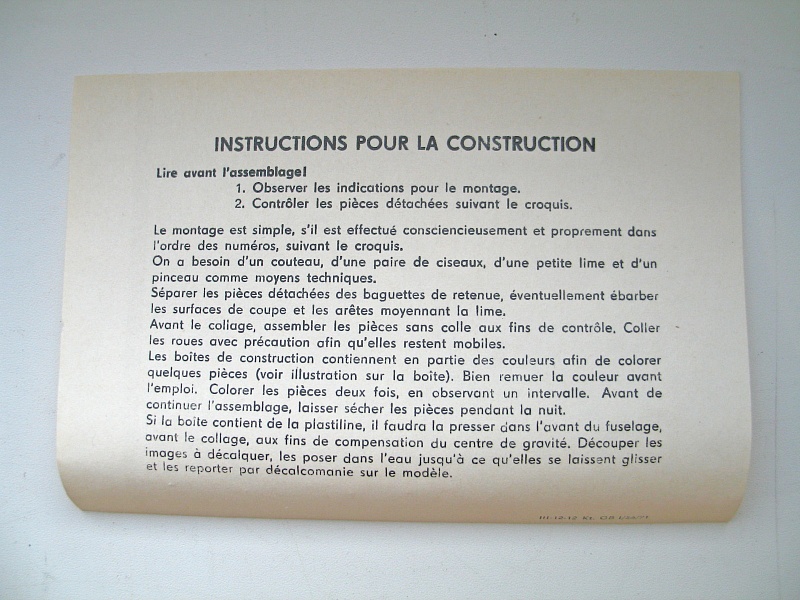 INSTRUCTIONS POUR LA CONSTRUCTION
Lire avant l'assemblage!
1. Observer les indications pour le montage.
2. Contrôler les pièces détachées suivant le croquis.
Le montage est simple, s'il est effectué consciencieusement et proprement dans
l'ordre des numéros, suivant le croquis.
On a besoin d'un couteau, d'une paire de ciseaux, d'une petite lime et d'un
pinceau comme moyens techniques.
Séparer les pièces détachées des baguettes de retenue, éventuellement ébarber
les surfaces de coupe et les arêtes moyennant la lime.
Avant le collage, assembler les pièces sans colle aux fins de contrôle. Coller
les roues avec précaution afin qu'elles restent mobiles.
Les boîtes de construction contiennent en partie des couleurs afin de colorer
quelques pièces (voir illustration sur la boîte). Bien remuer la couleur avant
l'emploi. Colorer les pièces deux fois, en observant un intervalle. Avant de
continuer l'assemblage, laisser sécher les pièces pendant la nuit.
Si la boite contient de la plastiline, il faudra la presser dans l'avant du fuselage,
avant le collage, aux fins de compensation du centre de gravité. Découper les
images à décalquer, les poser dans l'eau jusqu'à ce qu'elles se laissent glisser
et les reporter par décalcomanie sur le modèle.